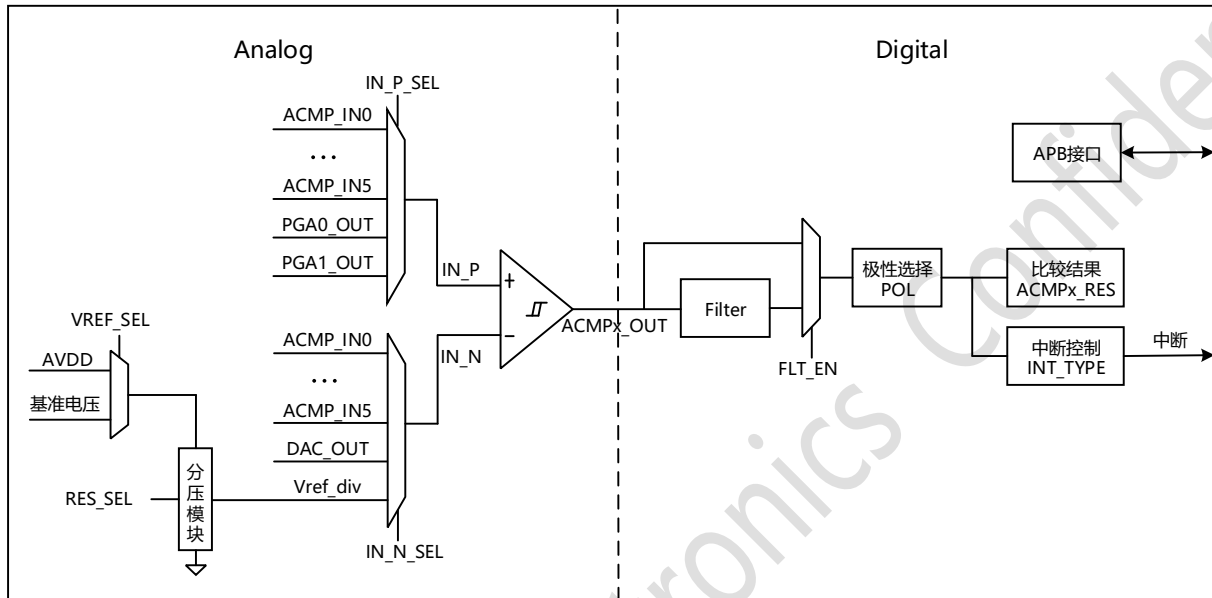 Analog
Digital
IN_P_SEL
ACMP_IN0
...
ACMP_IN5
PGA0_OUT
PGA1_OUT
IN_P
VREF_SEL
AVDD
基准电压
RES_SEL
分
压
模
块
ACMP_IN0
...
ACMP_IN5
DAC_OUT
Vref_div
IN_N_SEL
IN_N
+
−
ACMPx_OUT
Filter
FLT_EN
极性选择
POL
APB接口
比较结果
ACMPx_RES
中断控制
INT_TYPE
中断
tronics Confiden